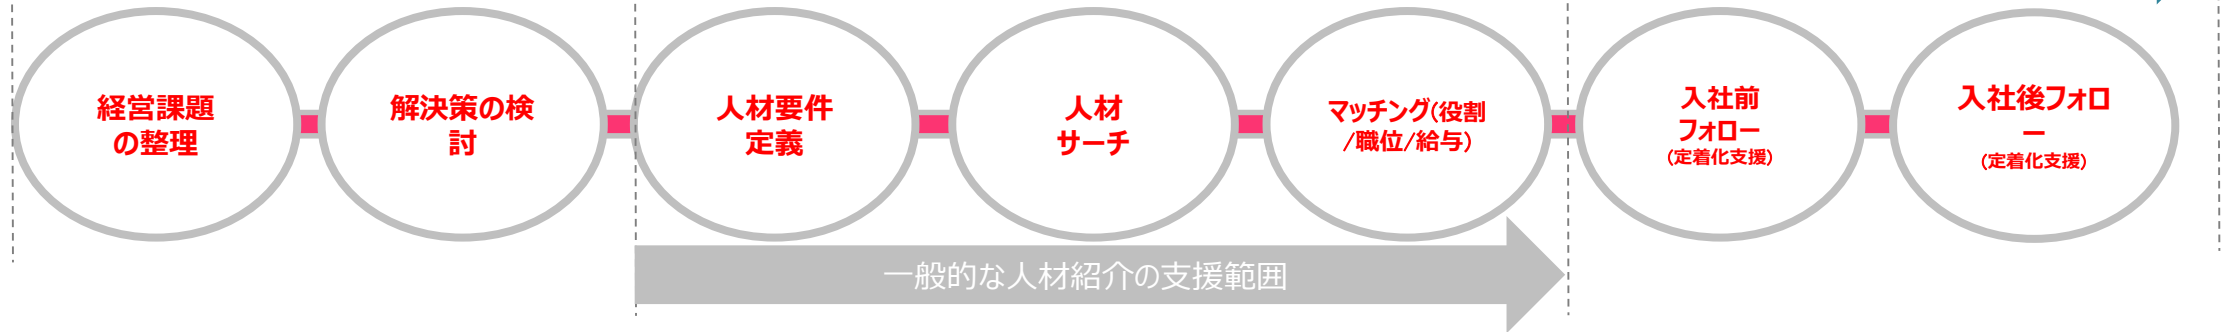 経営課題
の整理
解決策の検
討
人材要件
定義
人材
サーチ
マッチング(役割
/職位/給与)
入社前
フォロー
(定着化支援)
入社後フォロ
ー
(定着化支援)
一般的な人材紹介の支援範囲